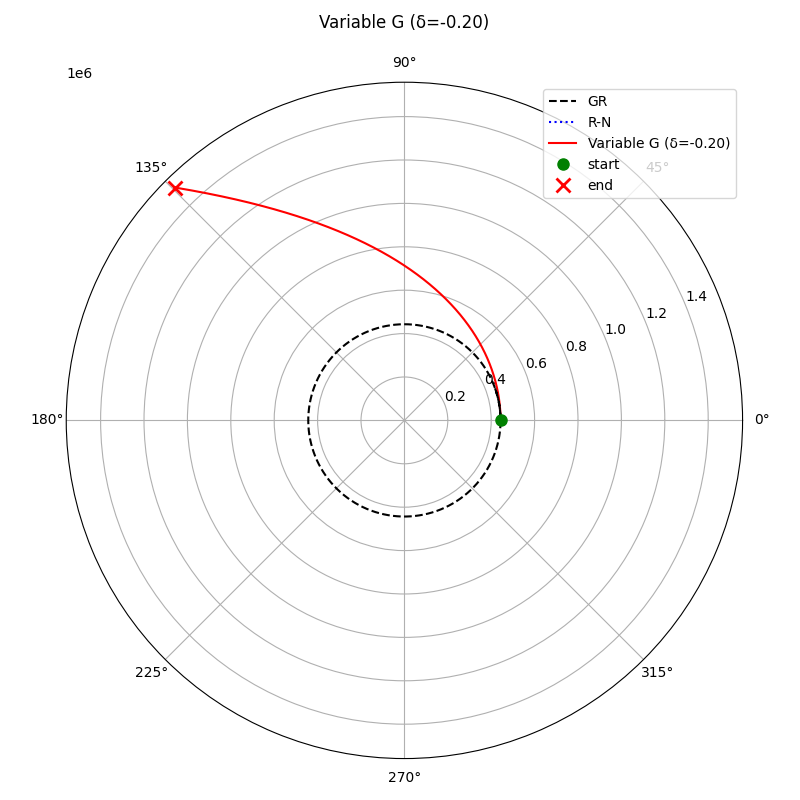 Variable G (δ=-0.20)
1e6
90°
GR
R-N
Variable G (δ=-0.20)
start
end
135°
45°
1.4
1.2
1.0
0.8
0.6
0.4
0.2
180°
0°
225°
315°
270°